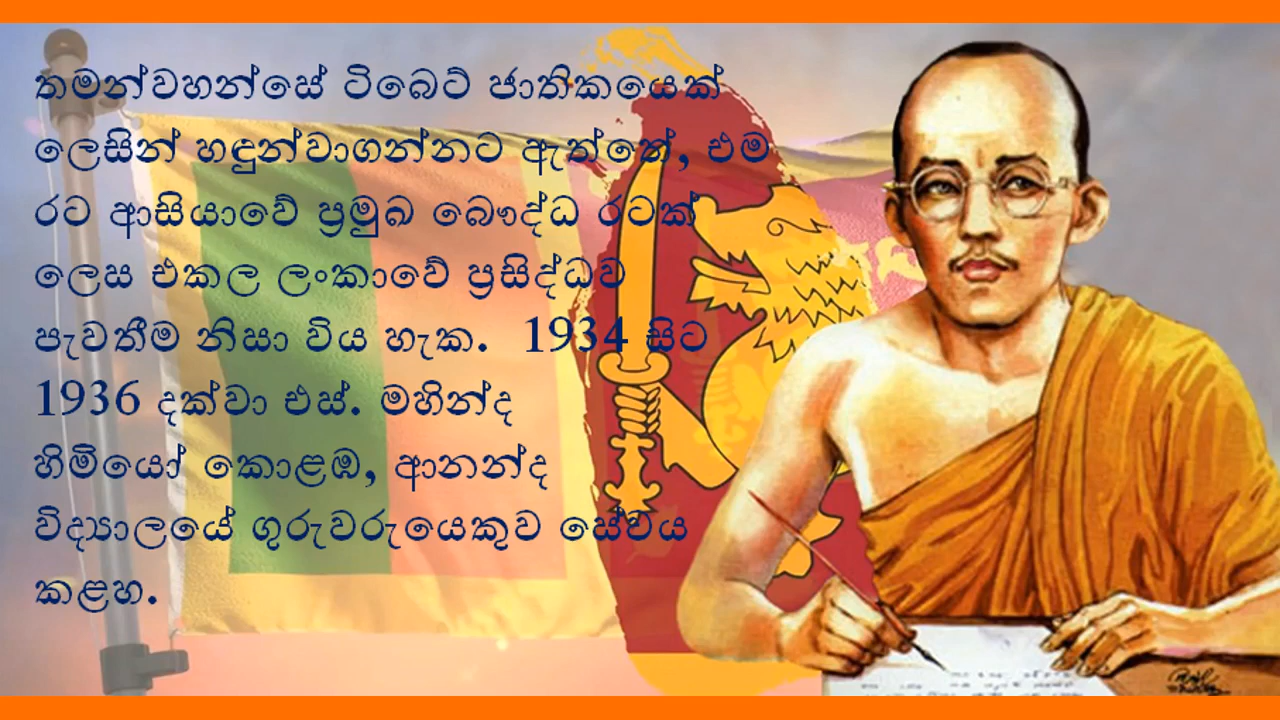 තමන්වහන්සේ ටිබෙට් ජාතිකයෙක්
ලෙසින් හඳුන්වාගන්නට ඇත්තේ, එම
රට ආසියාවේ ප්‍රමුඛ බෞද්ධ රටක්
ලෙස එකල ලංකාවේ ප්‍රසිද්ධව
පැවතීම නිසා විය හැක. 1934 සිට
1936 දක්වා එස්. මහින්ද
හිමියෝ කොළඹ, ආනන්ද
විද්‍යාලයේ ගුරුවරුයෙකුව සේවය
කළහ.